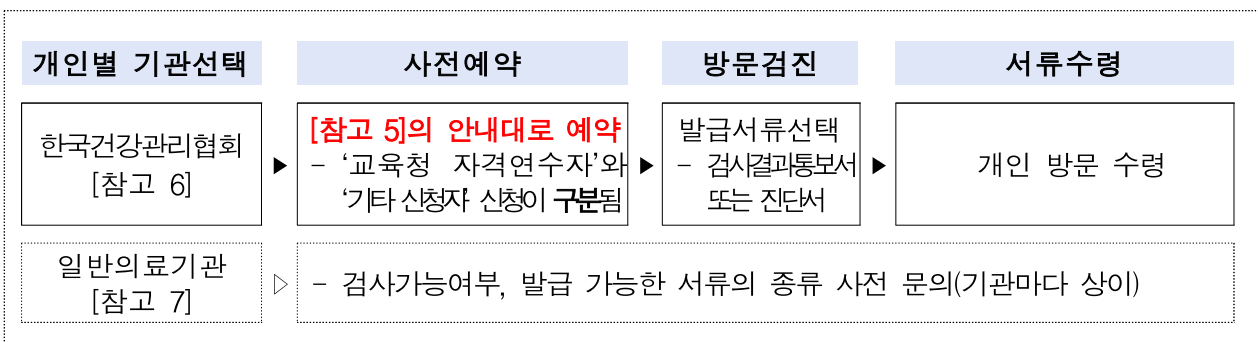 개인별 기관선택
사전예약
방문검진
서류수령
한국건강관리협회
[참고 6]
▶
[참고 5]의 안내대로 예약
- ‘교육청 자격연수자’와
‘기타 신청자’ 신청이 구분됨
▶
발급서류선택
- 검사결과통보서
또는 진단서
▶
개인 방문 수령
일반의료기관
[참고 7]
▷
- 검사가능여부, 발급 가능한 서류의 종류 사전 문의(기관마다 상이)